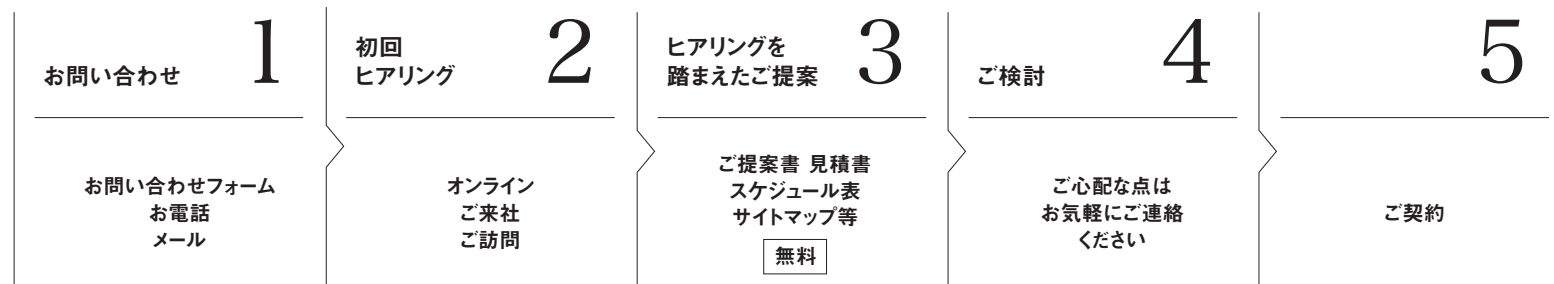 お問い合わせ
1
お問い合わせフォーム
お電話
メール
初回
ヒアリング
2
オンライン
ご来社
ご訪問
ヒアリングを
踏まえたご提案
3
ご提案書 見積書
スケジュール表
サイトマップ等
無料
ご検討
4
ご心配な点は
お気軽にご連絡
ください
5
ご契約